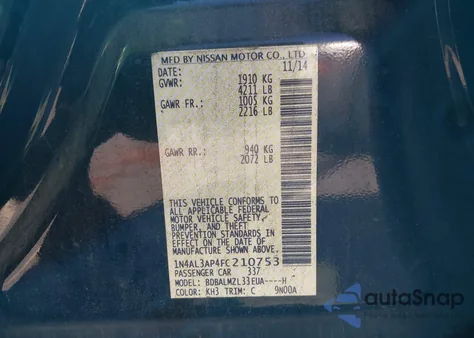 MFD BY NISSAN MOTOR CO., LTD
DATE: 11/14
GVWR: 1910 KG
4211 LB
GAWR FR: 1005 KG
2216 LB
GAWR RR: 940 KG
2072 LB
THIS VEHICLE CONFORMS
TO ALL APPLICABLE FEDERAL
MOTOR VEHICLE SAFETY,
BUMPER, AND THEFT
PREVENTION STANDARDS IN
EFFECT ON THE DATE OF
MANUFACTURE SHOWN ABOVE.
1N4AL3AP4FC210753
PASSENGER CAR 337
MODEL: BDBALMZL33EUA----H
COLOR: KH3 TRIM: C 9N00A
autoSnap